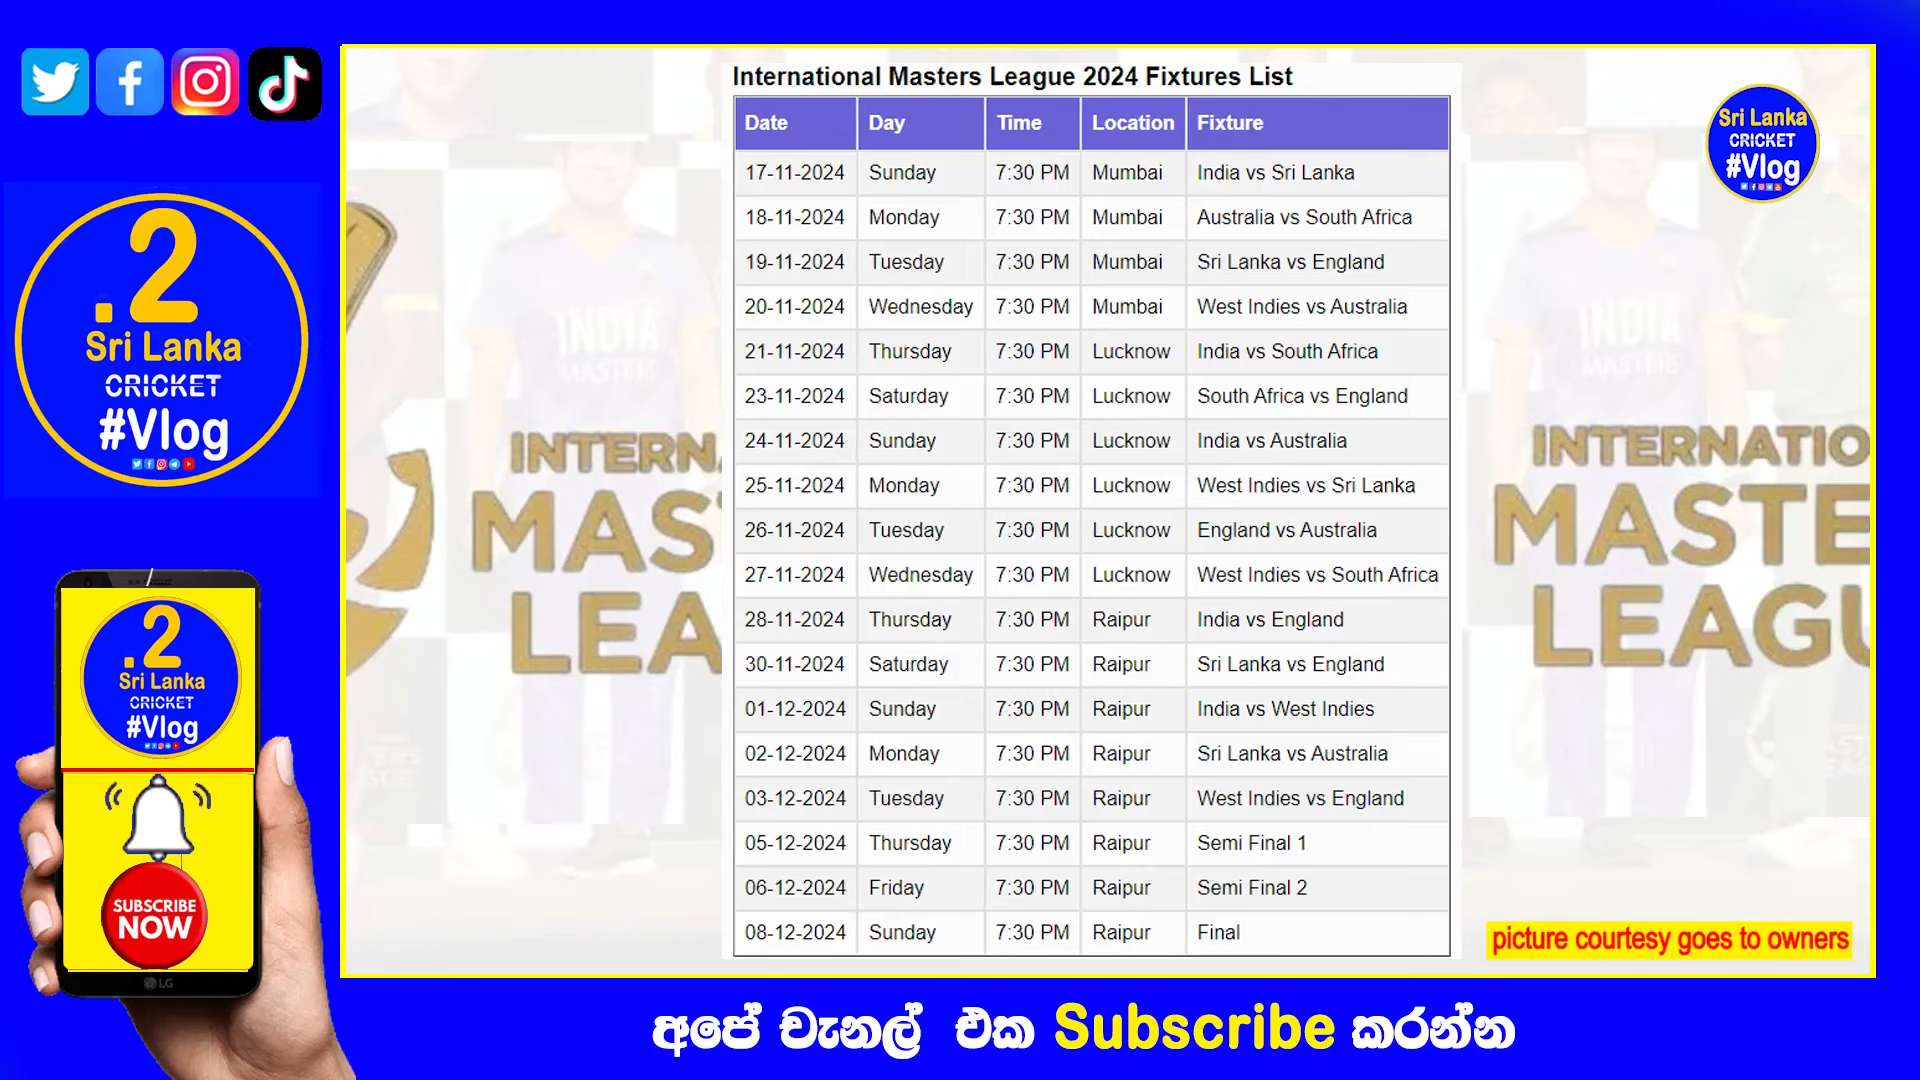 International Masters League 2024 Fixtures List
Date Day Time Location Fixture
17-11-2024 Sunday 7:30 PM Mumbai India vs Sri Lanka
18-11-2024 Monday 7:30 PM Mumbai Australia vs South Africa
19-11-2024 Tuesday 7:30 PM Mumbai Sri Lanka vs England
20-11-2024 Wednesday 7:30 PM Mumbai West Indies vs Australia
21-11-2024 Thursday 7:30 PM Lucknow India vs South Africa
23-11-2024 Saturday 7:30 PM Lucknow South Africa vs England
24-11-2024 Sunday 7:30 PM Lucknow India vs Australia
25-11-2024 Monday 7:30 PM Lucknow West Indies vs Sri Lanka
26-11-2024 Tuesday 7:30 PM Lucknow England vs Australia
27-11-2024 Wednesday 7:30 PM Lucknow West Indies vs South Africa
28-11-2024 Thursday 7:30 PM Raipur India vs England
30-11-2024 Saturday 7:30 PM Raipur Sri Lanka vs England
01-12-2024 Sunday 7:30 PM Raipur India vs West Indies
02-12-2024 Monday 7:30 PM Raipur Sri Lanka vs Australia
03-12-2024 Tuesday 7:30 PM Raipur West Indies vs England
05-12-2024 Thursday 7:30 PM Raipur Semi Final 1
06-12-2024 Friday 7:30 PM Raipur Semi Final 2
08-12-2024 Sunday 7:30 PM Raipur Final
.2
Sri Lanka
CRICKET
#Vlog
.2
Sri Lanka
CRICKET
#Vlog
SUBSCRIBE
NOW
LG
INDIA
MASTERS
INTERN
MAS
LEA
Sri Lanka
CRICKET
#Vlog
INDIA
MASTERS
INTERNATIO
MASTE
LEAGU
picture courtesy goes to owners
අපේ චැනල් එක Subscribe කරන්න